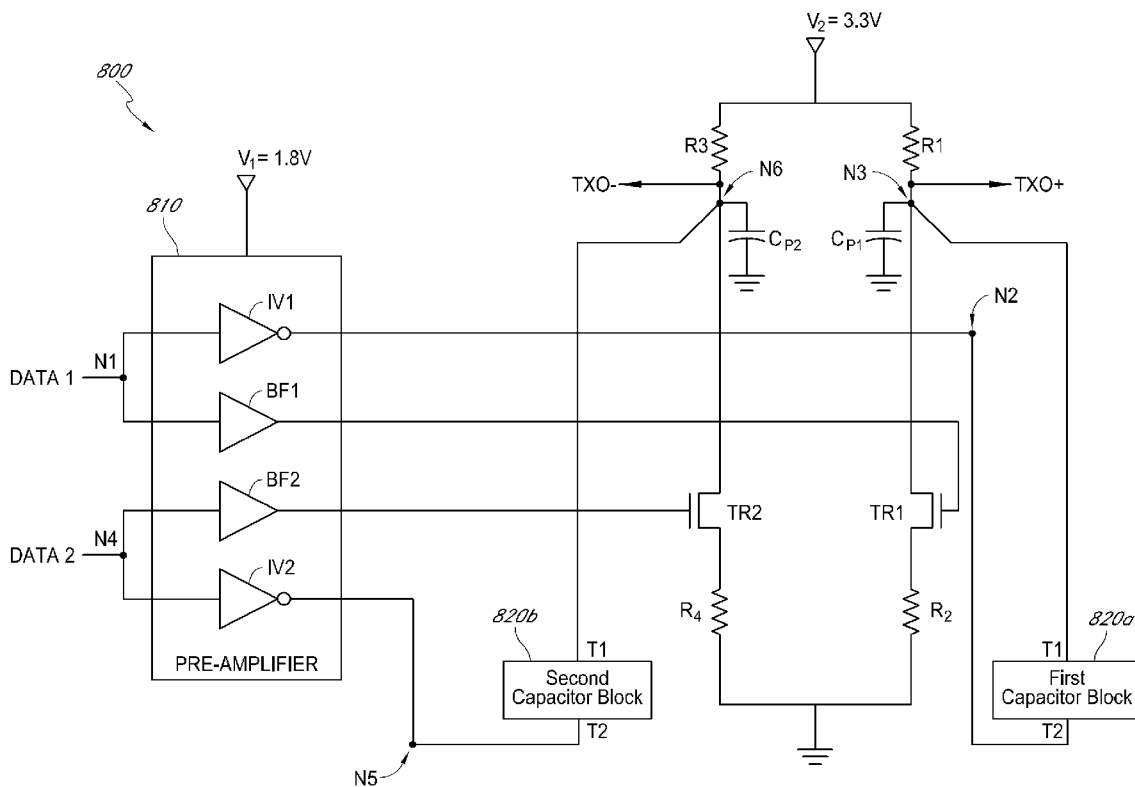 800
V2 = 3.3V
V1 = 1.8V
R3
R1
TXO-
N6
N3
TXO+
810
CP2
CP1
IV1
N2
N1
DATA 1
BF1
BF2
TR2
TR1
N4
DATA 2
IV2
R4
R2
820b
820a
PRE-AMPLIFIER
T1
T1
Second
Capacitor Block
First
Capacitor Block
T2
T2
N5